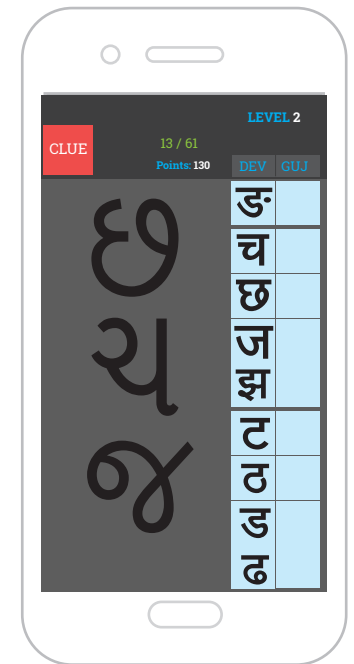 LEVEL 2
CLUE
13 / 61
Points: 130
DEV GUJ
છ
ચ
જ
ङ
च
छ
ज
झ
ट
ठ
ड
ढ